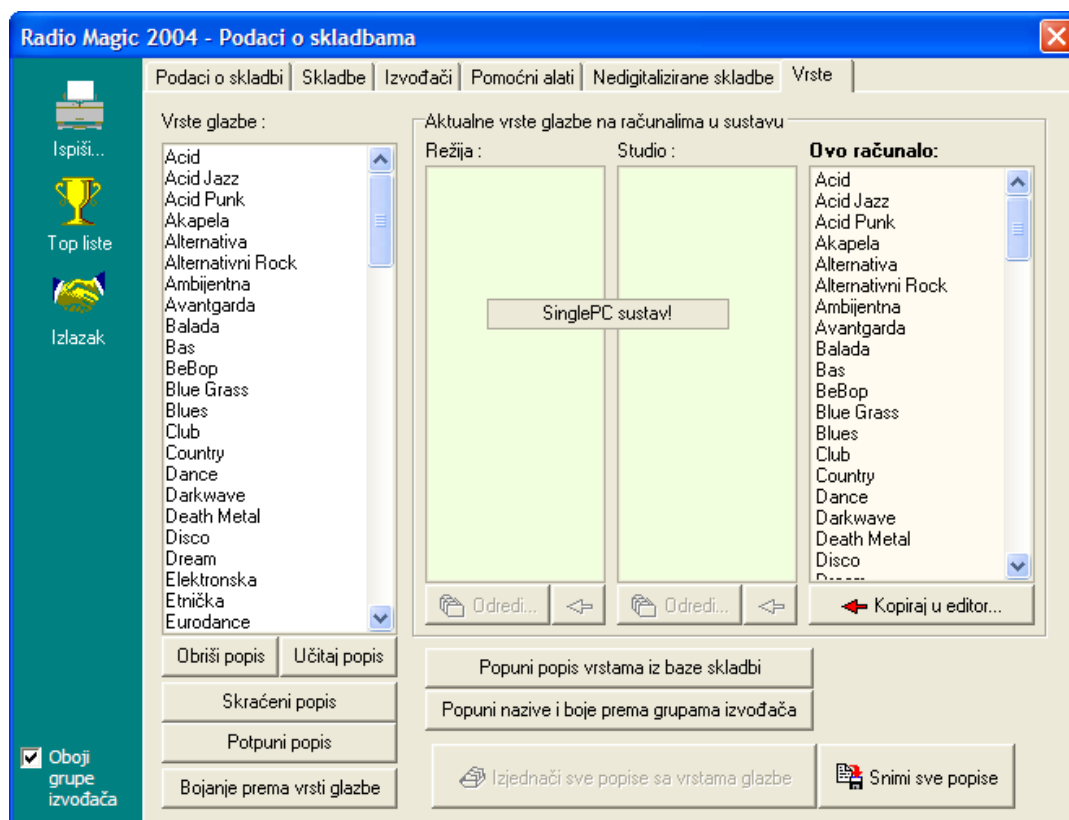 Radio Magic 2004 - Podaci o skladbama
Podaci o skladbi
Skladbe
Izvođači
Pomoćni alati
Nedigitalizirane skladbe
Vrste
Ispiši...
Top liste
Izlazak
Oboji
grupe
izvođača
Vrste glazbe :
Acid
Acid Jazz
Acid Punk
Akapela
Alternativa
Alternativni Rock
Ambijentna
Avantgarda
Balada
Bas
BeBop
Blue Grass
Blues
Club
Country
Dance
Darkwave
Death Metal
Disco
Dream
Elektronska
Etnička
Eurodance
Obriši popis
Učitaj popis
Skraćeni popis
Potpuni popis
Bojanje prema vrsti glazbe
Aktualne vrste glazbe na računalima u sustavu
Režija :
Studio :
Ovo računalo:
SinglePC sustav!
Acid
Acid Jazz
Acid Punk
Akapela
Alternativa
Alternativni Rock
Ambijentna
Avantgarda
Balada
Bas
BeBop
Blue Grass
Blues
Club
Country
Dance
Darkwave
Death Metal
Disco
Odredi...
Odredi...
Kopiraj u editor...
Popuni popis vrstama iz baze skladbi
Popuni nazive i boje prema grupama izvođača
Izjednači sve popise sa vrstama glazbe
Snimi sve popise